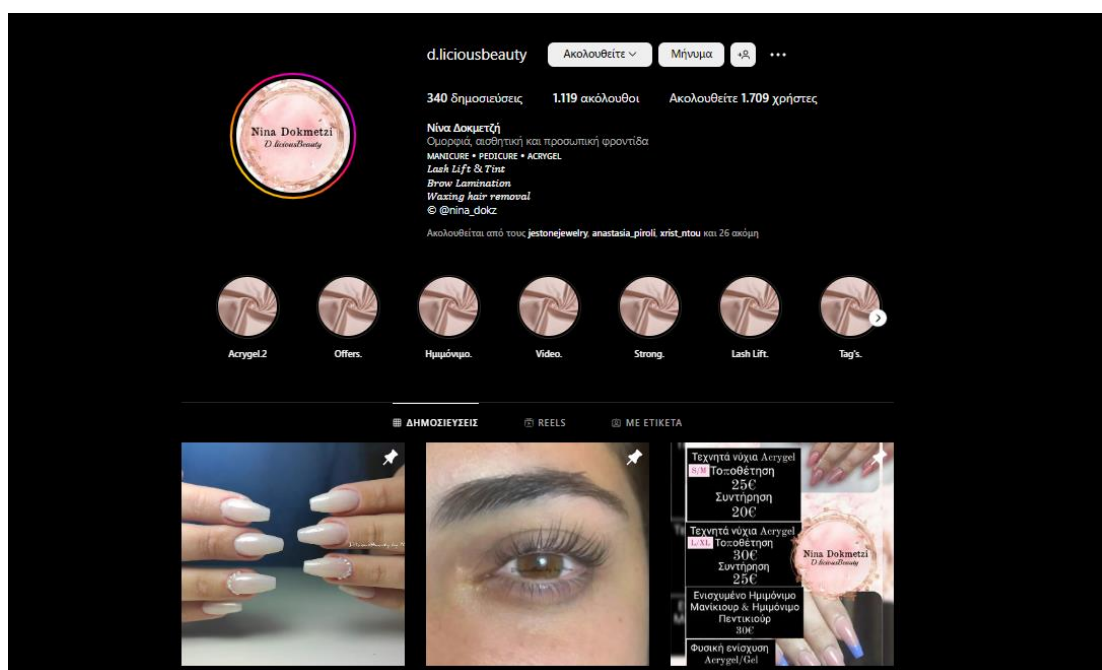 d.liciousbeauty Ακολουθείτε Μήνυμα
340 δημοσιεύσεις 1.119 ακόλουθοι Ακολουθείτε 1.709 χρήστες
Nina Dokmetzi
D.liciousBeauty
Νίνα Δοκμετζή
Ομορφιά, αισθητική και προσωπική φροντίδα
MANICURE • PEDICURE • ACRYGEL
Lash Lift & Tint
Brow Lamination
Waxing hair removal
© @nina_dokz
Ακολουθείται από τους jestonejewelry, anastasia_piroli, xrist_ntou και 26 ακόμη
Acrygel.2 Offers. Ημιμόνιμο. Video. Strong. Lash Lift. Tag's.
ΔΗΜΟΣΙΕΥΣΕΙΣ REELS ΜΕ ΕΤΙΚΕΤΑ
Τεχνητά νύχια Acrygel
S/M Τοποθέτηση
25€
Συντήρηση
20€
Τεχνητά νύχια Acrygel
L/XL Τοποθέτηση
30€
Συντήρηση
25€
Nina Dokmetzi
D.liciousBeauty
Ενισχυμένο Ημιμόνιμο
Μανίκιουρ & Ημιμόνιμο
Πεντικιούρ
30€
Φυσική ενίσχυση
Acrygel/Gel